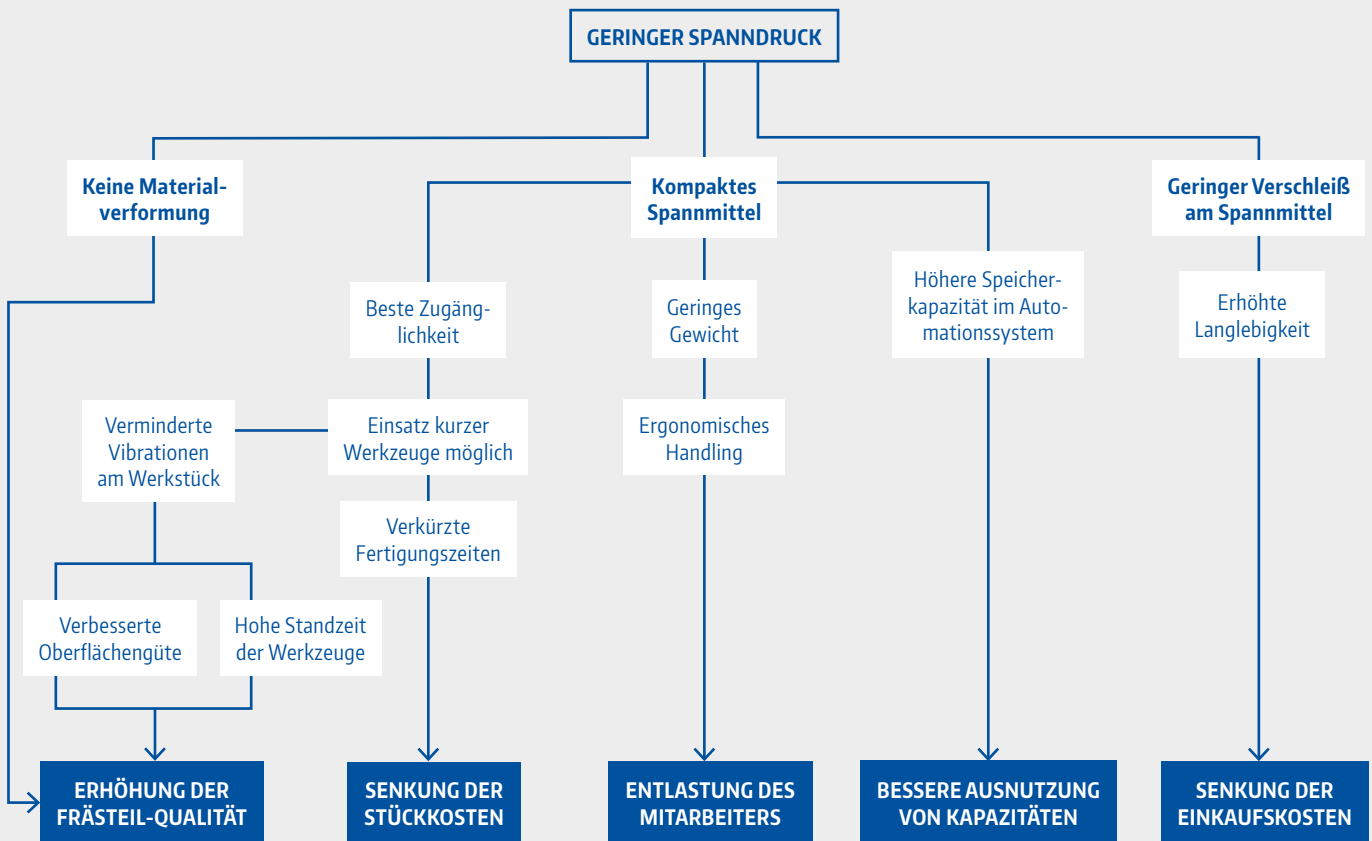 GERINGER SPANNDRUCK
Keine Material-
verformung
Kompaktes
Spannmittel
Geringer Verschleiß
am Spannmittel
Beste Zugäng-
lichkeit
Geringes
Gewicht
Höhere Speicher-
kapazität im Auto-
mationssystem
Erhöhte
Langlebigkeit
Verminderte
Vibrationen
am Werkstück
Einsatz kurzer
Werkzeuge möglich
Ergonomisches
Handling
Verkürzte
Fertigungszeiten
Verbesserte
Oberflächengüte
Hohe Standzeit
der Werkzeuge
ERHÖHUNG DER
FRÄSTEIL-QUALITÄT
SENKUNG DER
STÜCKKOSTEN
ENTLASTUNG DES
MITARBEITERS
BESSERE AUSNUTZUNG
VON KAPAZITÄTEN
SENKUNG DER
EINKAUFSKOSTEN